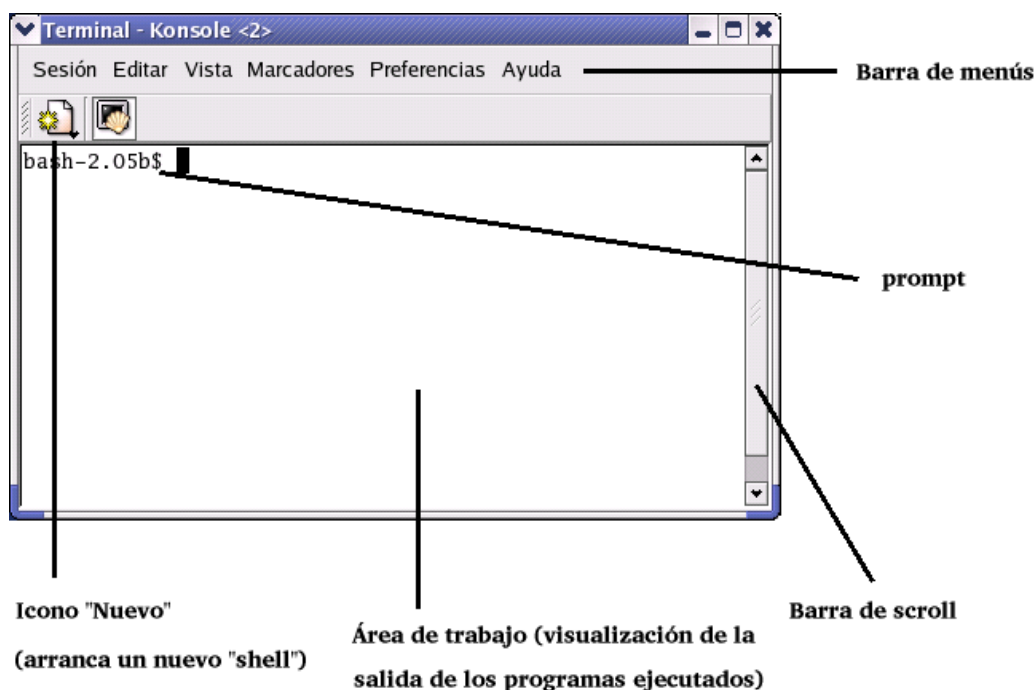 Terminal - Konsole <2>
Sesión Editar Vista Marcadores Preferencias Ayuda
Barra de menús
bash-2.05b$
prompt
Icono "Nuevo"
(arranca un nuevo "shell")
Área de trabajo (visualización de la
salida de los programas ejecutados)
Barra de scroll